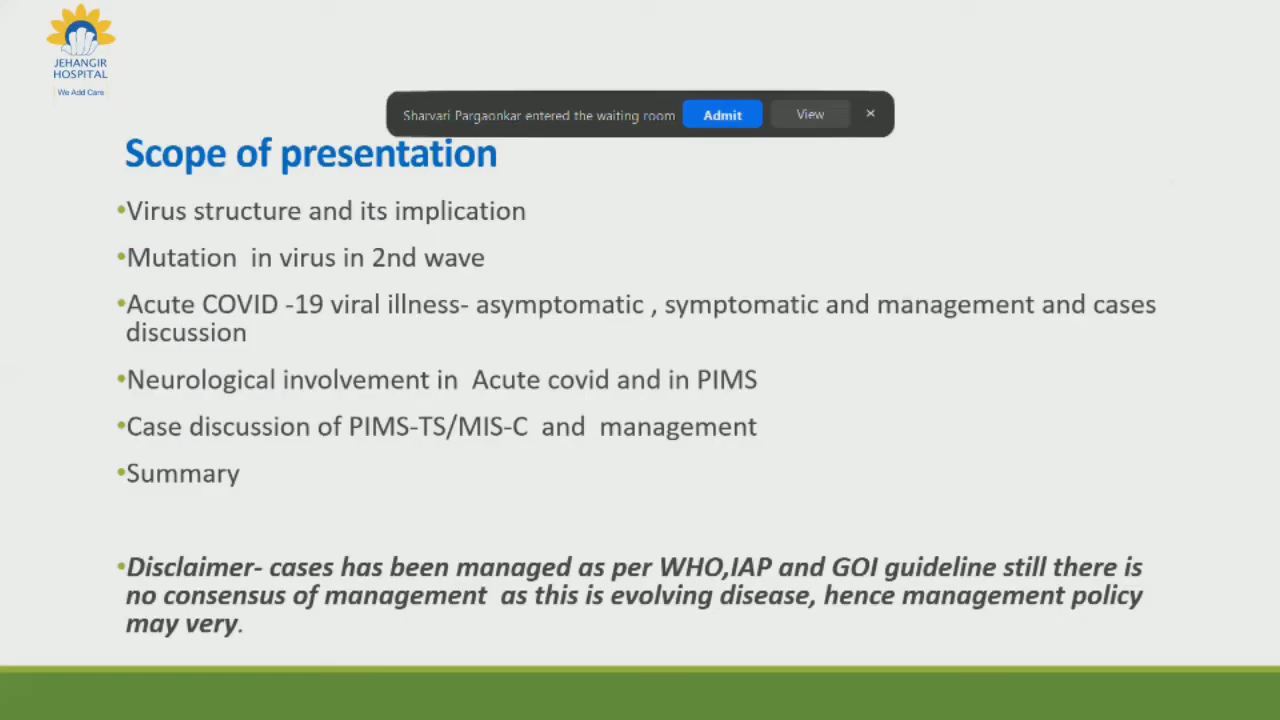 JEHANGIR
HOSPITAL
We Add Care
Sharvari Pargaonkar entered the waiting room Admit View ×
Scope of presentation
•Virus structure and its implication
•Mutation in virus in 2nd wave
•Acute COVID -19 viral illness- asymptomatic , symptomatic and management and cases
discussion
•Neurological involvement in Acute covid and in PIMS
•Case discussion of PIMS-TS/MIS-C and management
•Summary
•Disclaimer- cases has been managed as per WHO,IAP and GOI guideline still there is
no consensus of management as this is evolving disease, hence management policy
may very.